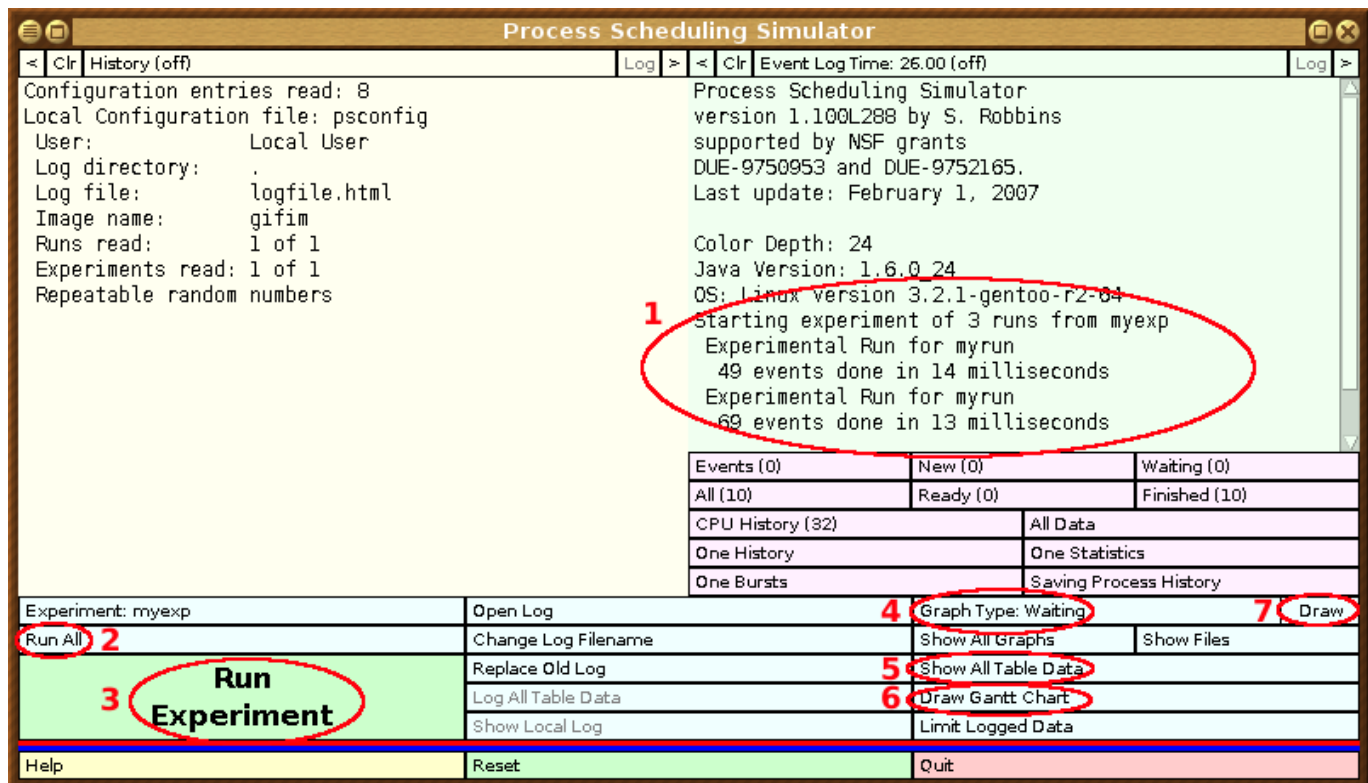 Process Scheduling Simulator
< Clr History (off) Log >
Configuration entries read: 8
Local Configuration file: psconfig
User: Local User
Log directory: .
Log file: logfile.html
Image name: gifim
Runs read: 1 of 1
Experiments read: 1 of 1
Repeatable random numbers
< Clr Event Log Time: 26.00 (off) Log >
Process Scheduling Simulator
version 1.100L288 by S. Robbins
supported by NSF grants
DUE-9750953 and DUE-9752165.
Last update: February 1, 2007
Color Depth: 24
Java Version: 1.6.0_24
OS: Linux version 3.2.1-gentoo-r2-64
1
Starting experiment of 3 runs from myexp
Experimental Run for myrun
49 events done in 14 milliseconds
Experimental Run for myrun
69 events done in 13 milliseconds
Events (0) New (0) Waiting (0)
All (10) Ready (0) Finished (10)
CPU History (32) All Data
One History One Statistics
One Bursts Saving Process History
Experiment: myexp Open Log 4 Graph Type: Waiting 7 Draw
Run All 2 Change Log Filename Show All Graphs Show Files
3 Run
Experiment
Replace Old Log 5 Show All Table Data
Log All Table Data 6 Draw Gantt Chart
Show Local Log Limit Logged Data
Help Reset Quit